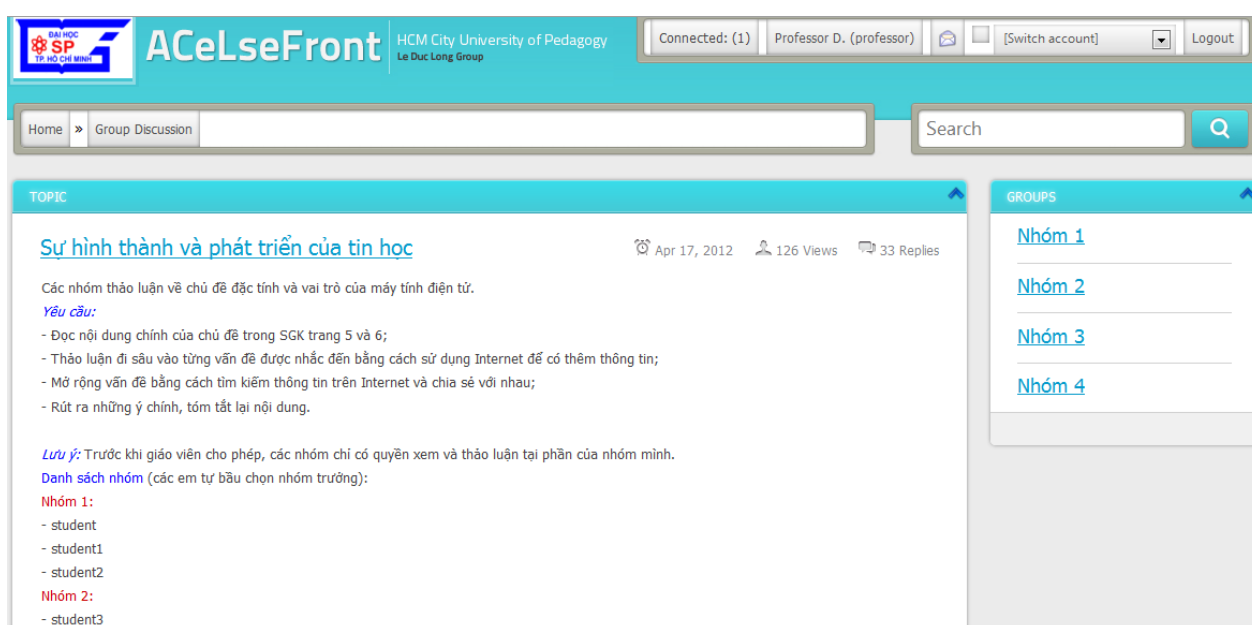 ĐẠI HỌC
SP
TP. HỒ CHÍ MINH
ACeLseFront
HCM City University of Pedagogy
Le Duc Long Group
Connected: (1)
Professor D. (professor)
[Switch account]
Logout
Home » Group Discussion
Search
TOPIC
Sự hình thành và phát triển của tin học
Apr 17, 2012
126 Views
33 Replies
Các nhóm thảo luận về chủ đề đặc tính và vai trò của máy tính điện tử.
Yêu cầu:
- Đọc nội dung chính của chủ đề trong SGK trang 5 và 6;
- Thảo luận đi sâu vào từng vấn đề được nhắc đến bằng cách sử dụng Internet để có thêm thông tin;
- Mở rộng vấn đề bằng cách tìm kiếm thông tin trên Internet và chia sẻ với nhau;
- Rút ra những ý chính, tóm tắt lại nội dung.
Lưu ý: Trước khi giáo viên cho phép, các nhóm chỉ có quyền xem và thảo luận tại phần của nhóm mình.
Danh sách nhóm (các em tự bầu chọn nhóm trưởng):
Nhóm 1:
- student
- student1
- student2
Nhóm 2:
- student3
GROUPS
Nhóm 1
Nhóm 2
Nhóm 3
Nhóm 4